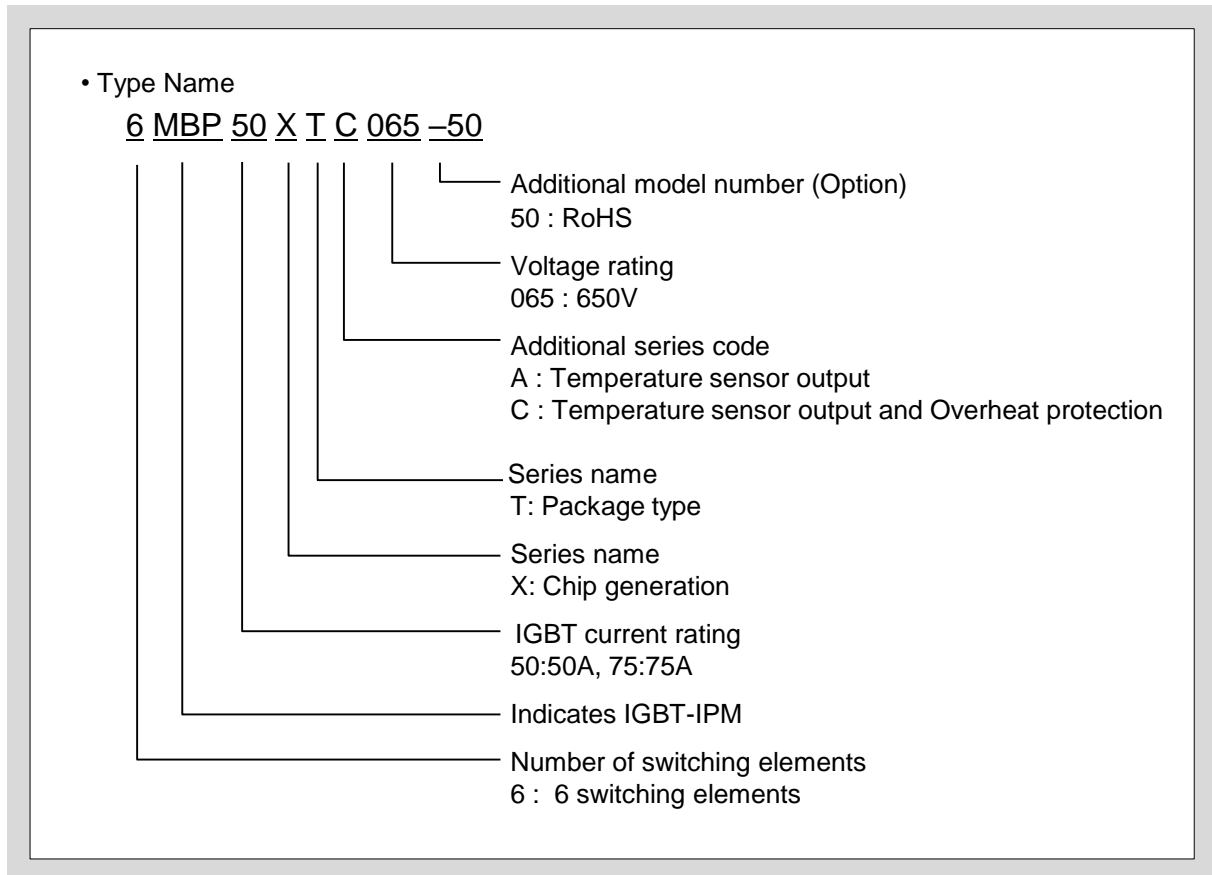 • Type Name
6 MBP 50 X T C 065 –50
Additional model number (Option)
50 : RoHS
Voltage rating
065 : 650V
Additional series code
A : Temperature sensor output
C : Temperature sensor output and Overheat protection
Series name
T: Package type
Series name
X: Chip generation
IGBT current rating
50:50A, 75:75A
Indicates IGBT-IPM
Number of switching elements
6 : 6 switching elements